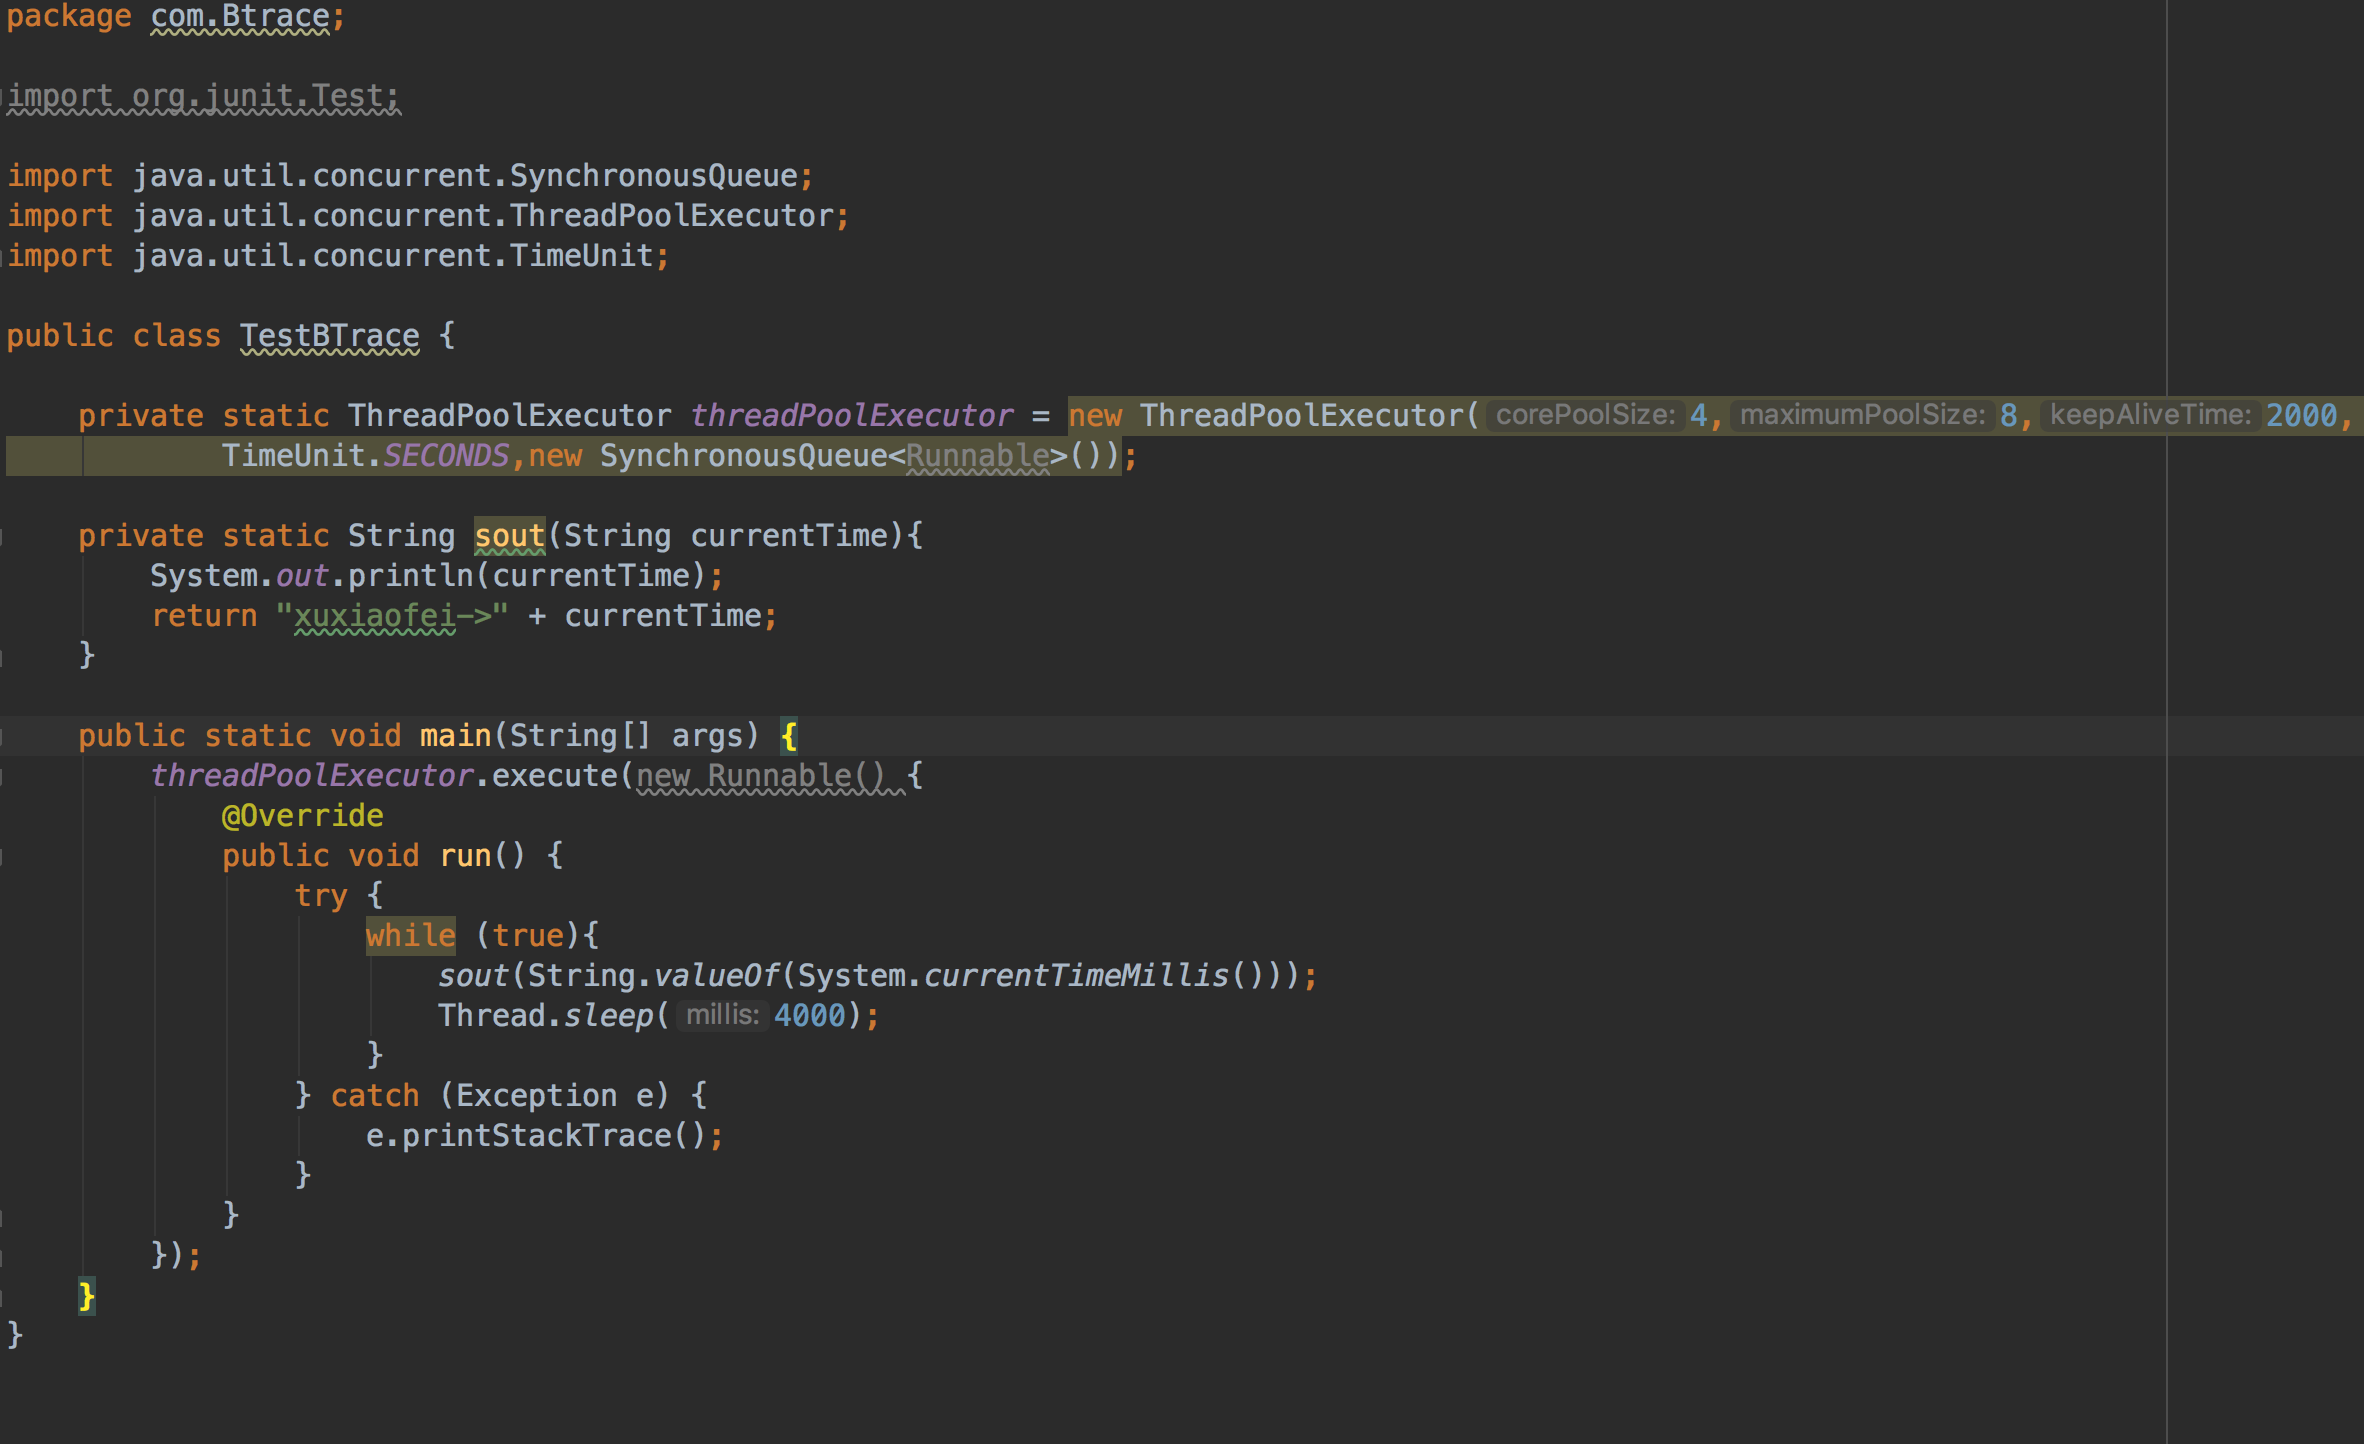 package com.Btrace;
import org.junit.Test;
import java.util.concurrent.SynchronousQueue;
import java.util.concurrent.ThreadPoolExecutor;
import java.util.concurrent.TimeUnit;
public class TestBTrace {
private static ThreadPoolExecutor threadPoolExecutor = new ThreadPoolExecutor( corePoolSize: 4, maximumPoolSize: 8, keepAliveTime: 2000,
TimeUnit.SECONDS,new SynchronousQueue<Runnable>());
private static String sout(String currentTime){
System.out.println(currentTime);
return "xuxiaofei->" + currentTime;
}
public static void main(String[] args) {
threadPoolExecutor.execute(new Runnable() {
@Override
public void run() {
try {
while (true){
sout(String.valueOf(System.currentTimeMillis()));
Thread.sleep( millis: 4000);
}
} catch (Exception e) {
e.printStackTrace();
}
}
});
}
}